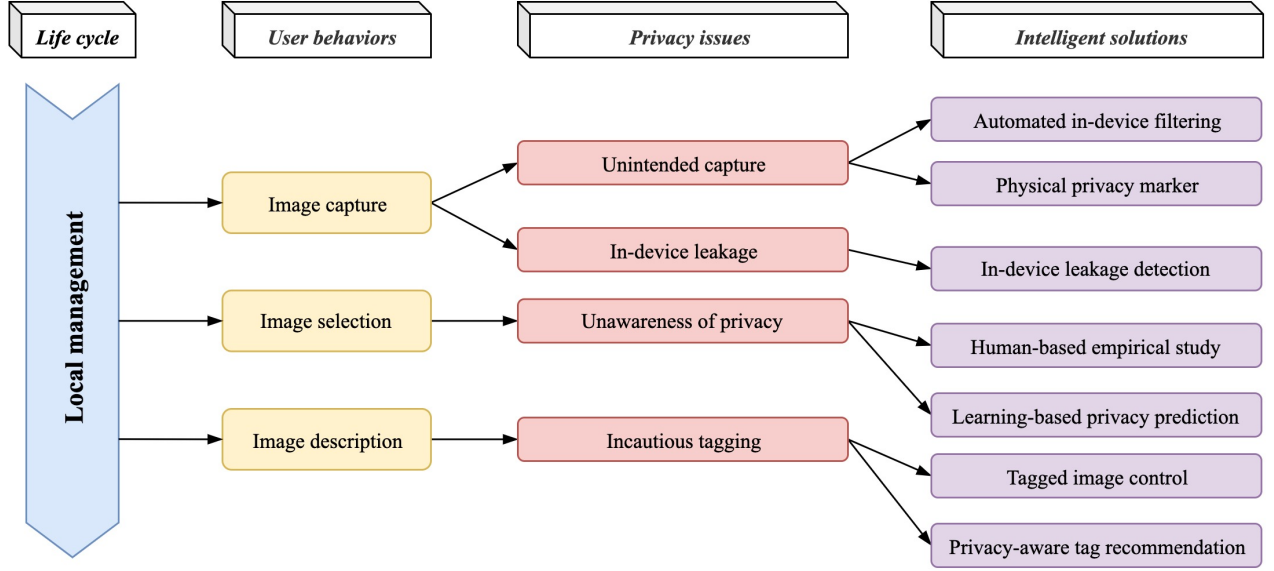 Life cycle
User behaviors
Privacy issues
Intelligent solutions
Local management
Image capture
Image selection
Image description
Unintended capture
In-device leakage
Unawareness of privacy
Incautious tagging
Automated in-device filtering
Physical privacy marker
In-device leakage detection
Human-based empirical study
Learning-based privacy prediction
Tagged image control
Privacy-aware tag recommendation